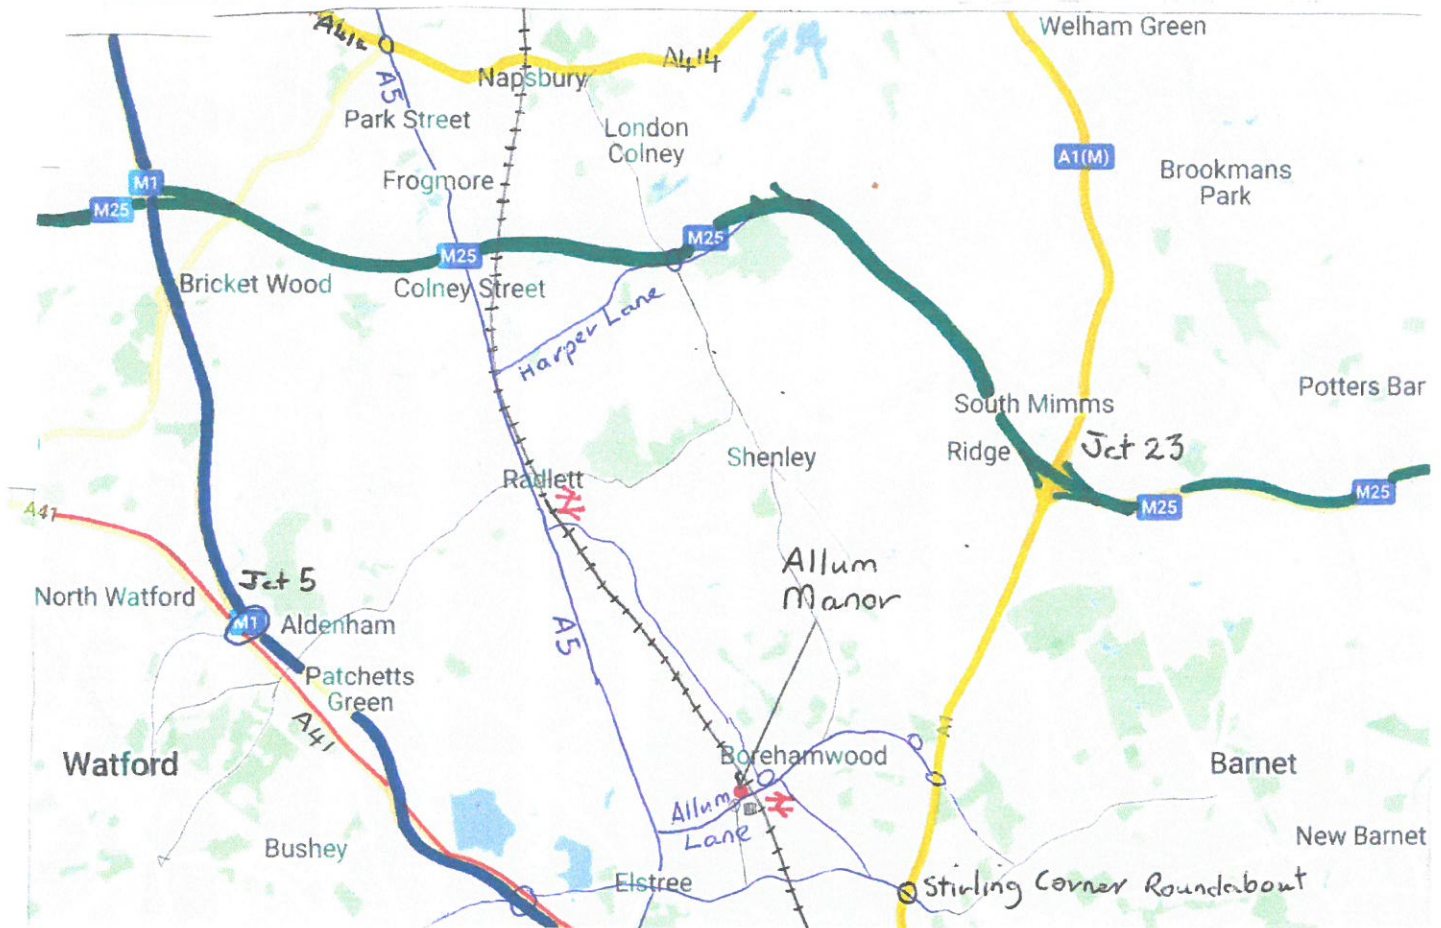 A414
Welham Green
Napsbury
A414
A5
Park Street
London
Colney
A1(M)
Brookmans
Park
Frogmore
M1
M25
M25
M25
Bricket Wood
Colney Street
Harper Lane
South Mimms
Potters Bar
Ridge
Jct 23
Shenley
Radlett
M25
M25
A41
Allum
Manor
Jct 5
North Watford
M1
Aldenham
A5
Patchetts
Green
A41
A1
Watford
Borehamwood
Barnet
Allum
Lane
New Barnet
Bushey
Elstree
Stirling Corner Roundabout